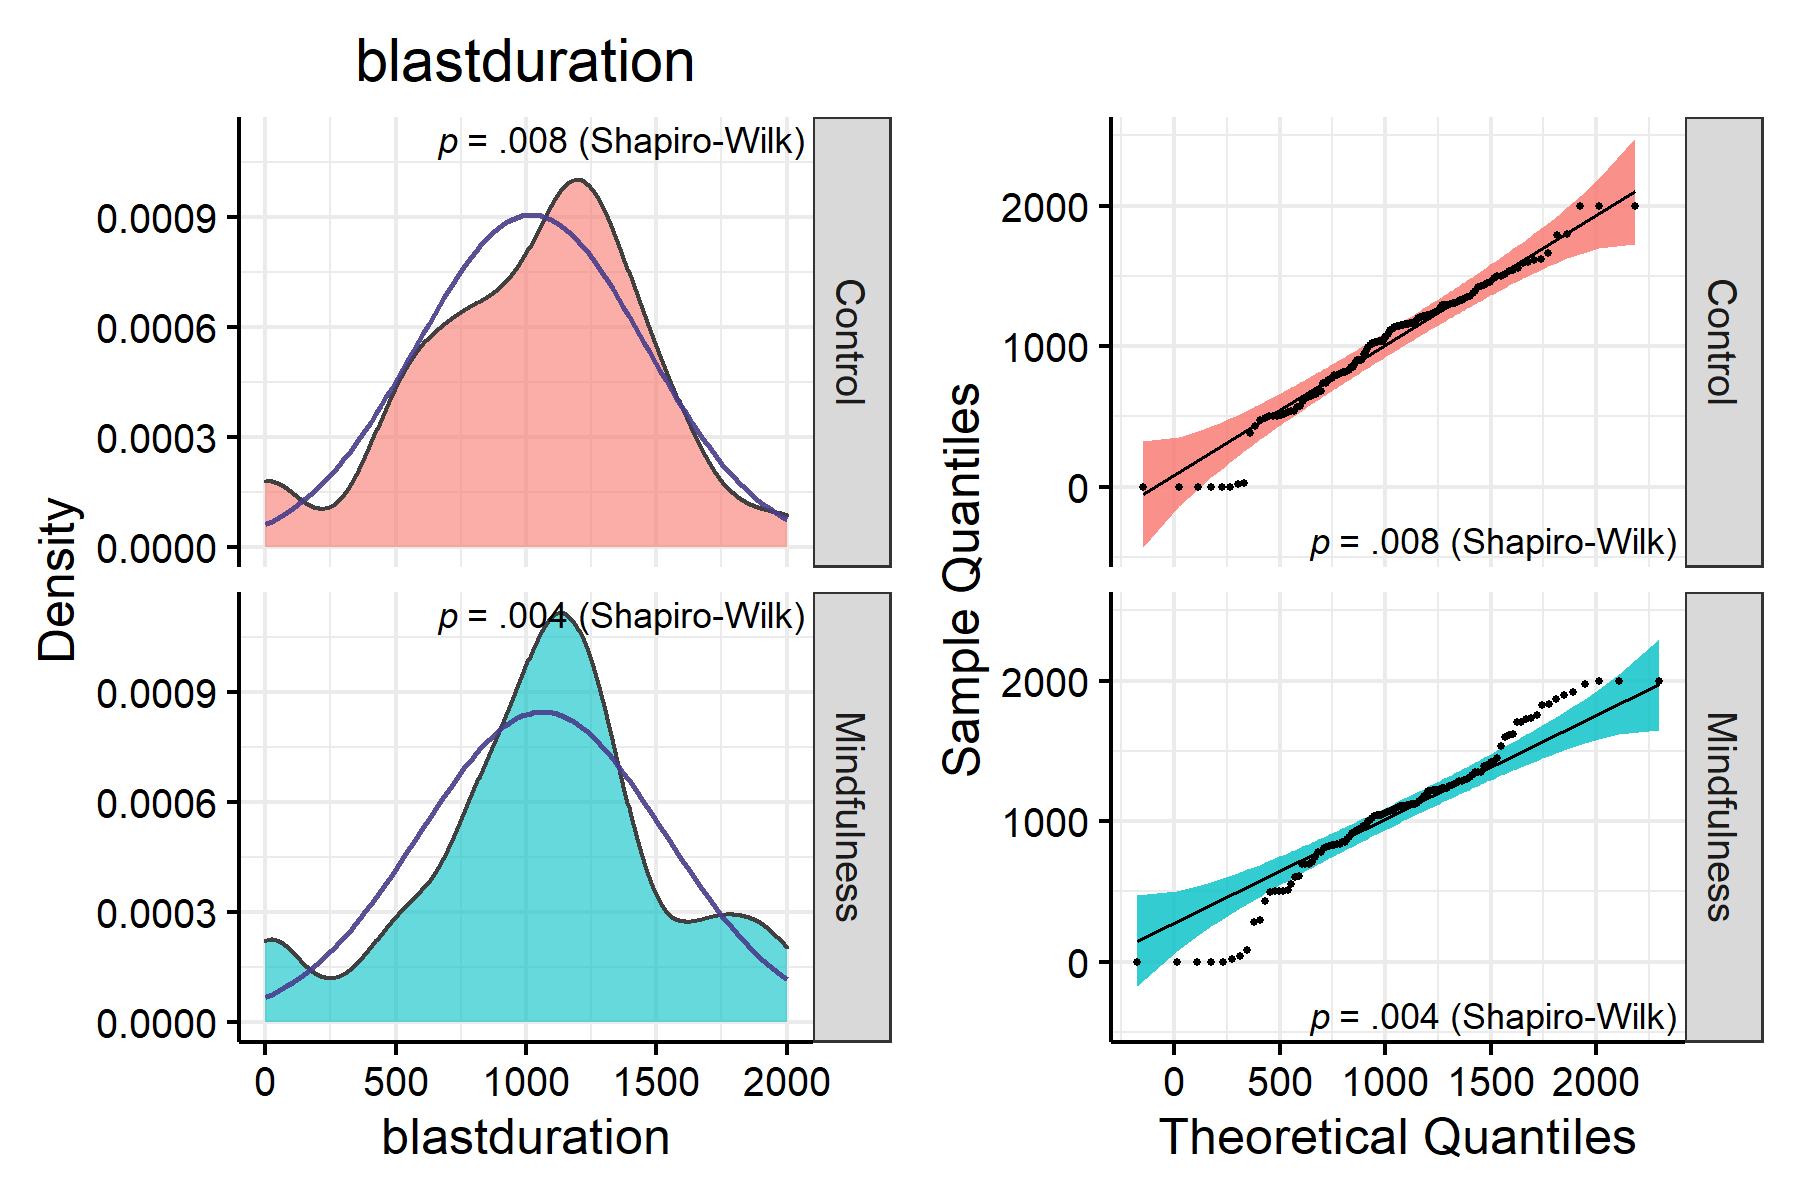 blastduration
Density
0.0009
0.0006
0.0003
0.0000
p = .008 (Shapiro-Wilk)
Control
0.0009
0.0006
0.0003
0.0000
p = .004 (Shapiro-Wilk)
Mindfulness
0 500 1000 1500 2000
blastduration
Sample Quantiles
2000
1000
0
p = .008 (Shapiro-Wilk)
Control
2000
1000
0
p = .004 (Shapiro-Wilk)
Mindfulness
0 500 1000 1500 2000
Theoretical Quantiles